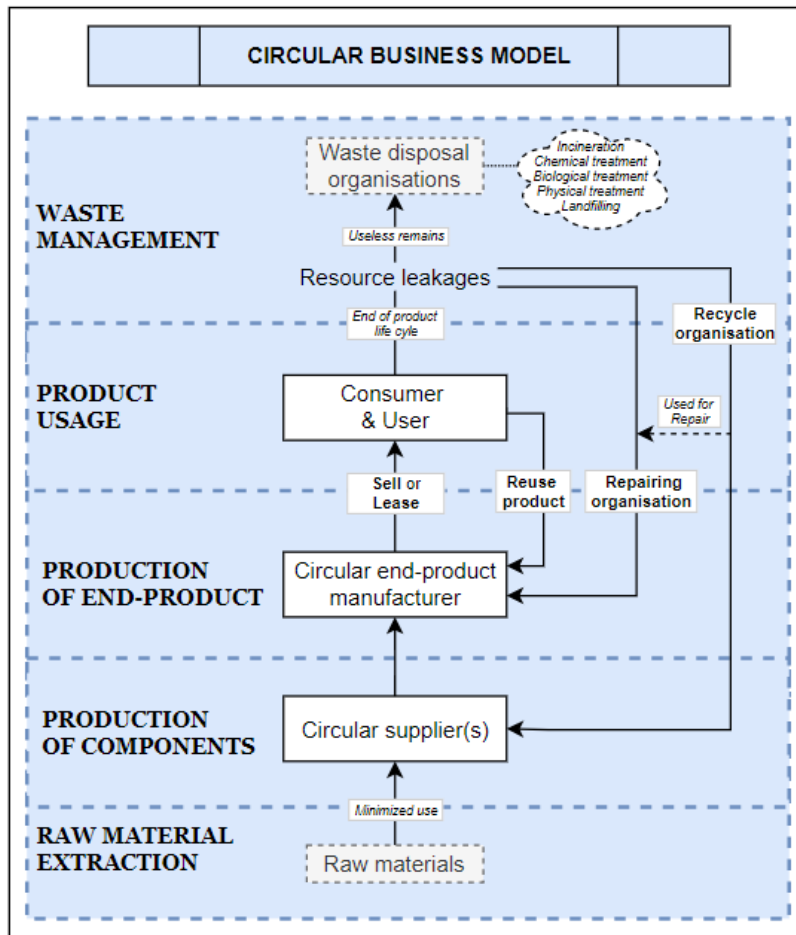 CIRCULAR BUSINESS MODEL
Waste disposal
organisations
Incineration
Chemical treatment
Biological treatment
Physical treatment
Landfilling
WASTE
MANAGEMENT
Useless remains
Resource leakages
Recycle
organisation
End of product
life cyle
PRODUCT
USAGE
Consumer
& User
Used for
Repair
Sell or
Lease
Reuse
product
Repairing
organisation
PRODUCTION
OF END-PRODUCT
Circular end-product
manufacturer
PRODUCTION
OF COMPONENTS
Circular supplier(s)
Minimized use
RAW MATERIAL
EXTRACTION
Raw materials